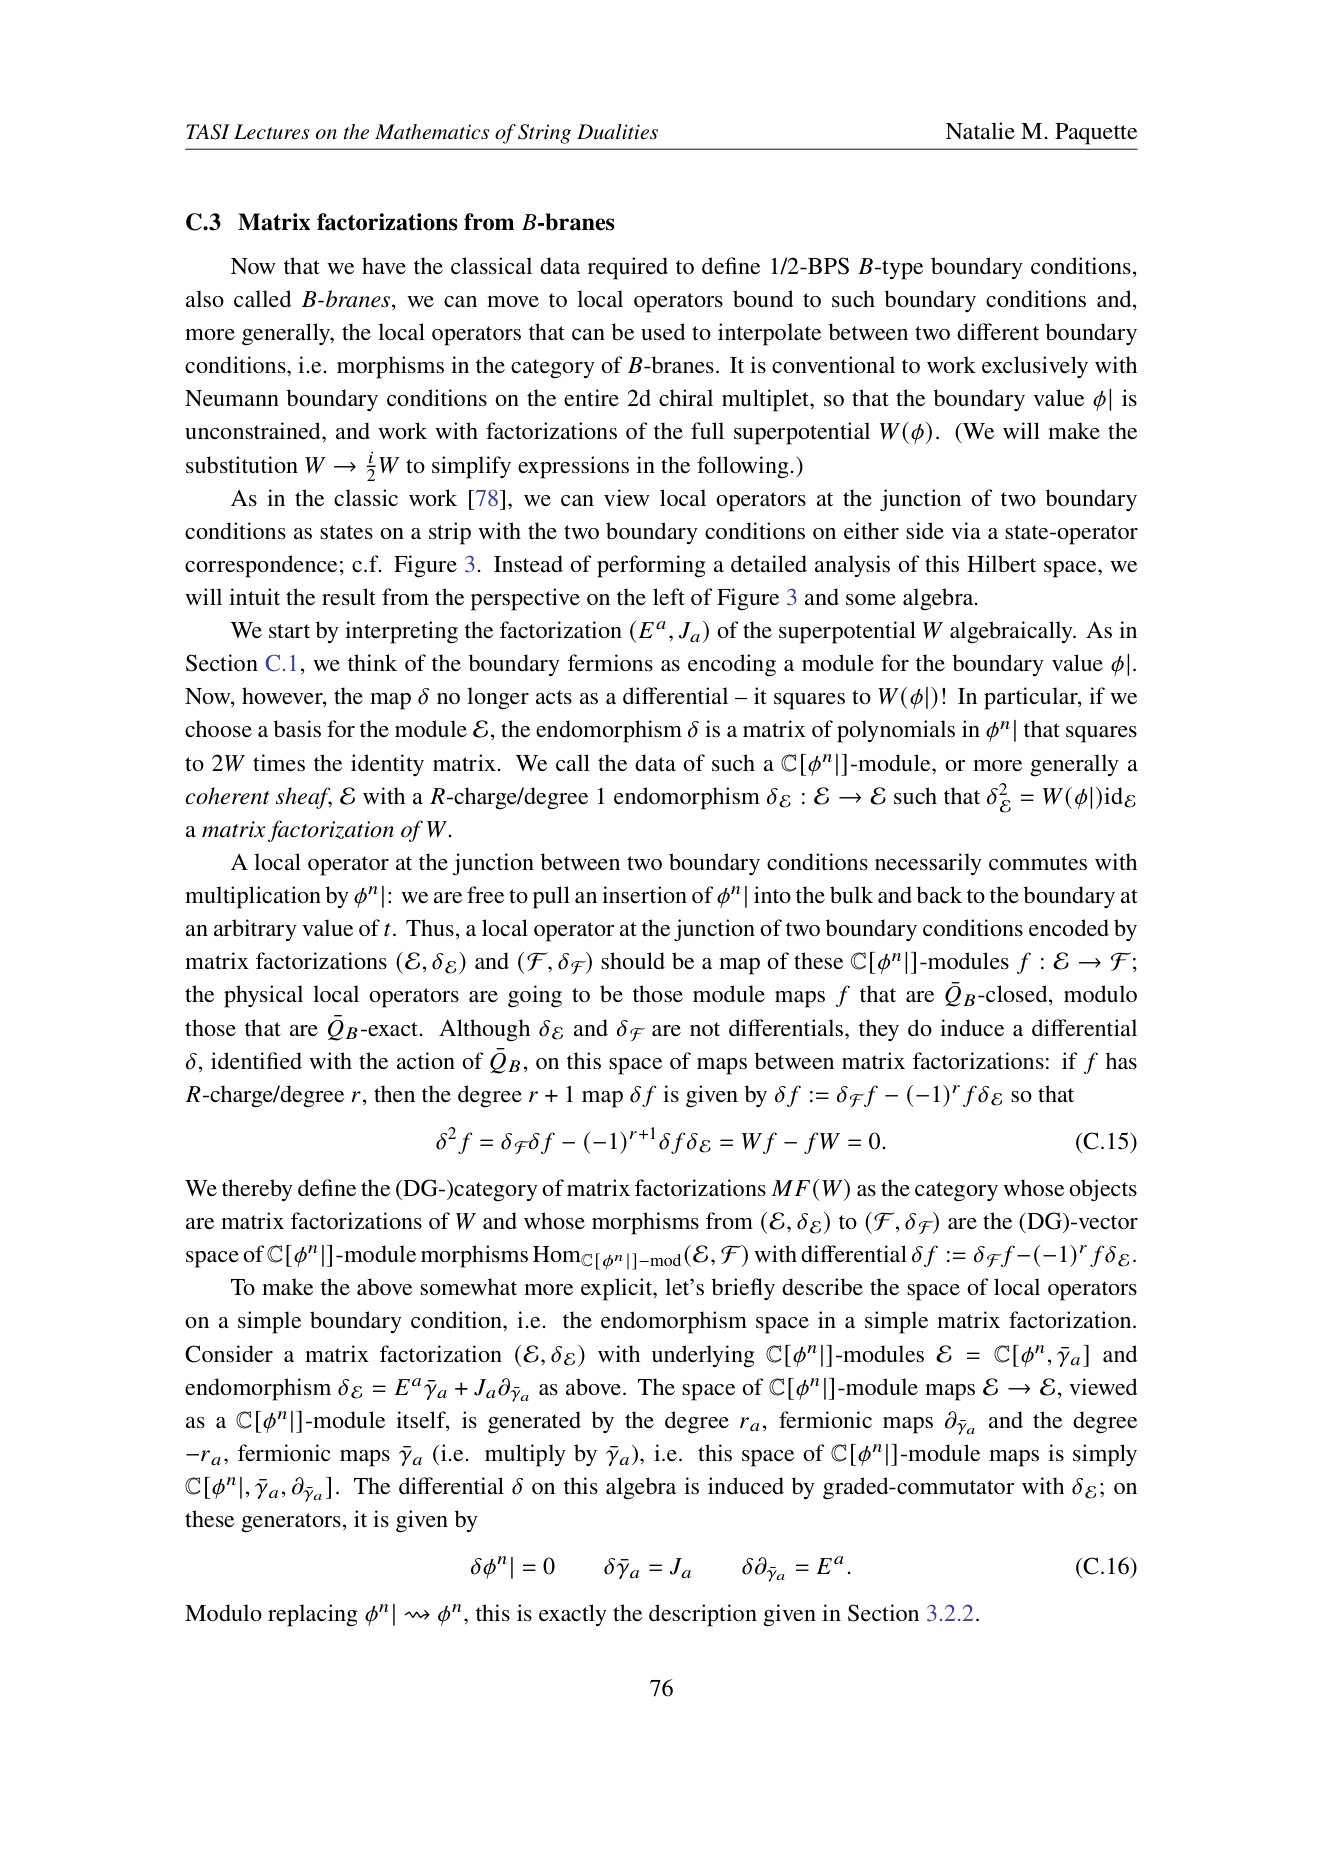 TASI Lectures on the Mathematics of String Dualities Natalie M. Paquette
C.3 Matrix factorizations from B-branes
Now that we have the classical data required to define 1/2-BPS B-type boundary conditions,
also called B-branes, we can move to local operators bound to such boundary conditions and,
more generally, the local operators that can be used to interpolate between two different boundary
conditions, i.e. morphisms in the category of B-branes. It is conventional to work exclusively with
Neumann boundary conditions on the entire 2d chiral multiplet, so that the boundary value ϕ| is
unconstrained, and work with factorizations of the full superpotential W(ϕ). (We will make the
substitution W → i/2 W to simplify expressions in the following.)
As in the classic work [78], we can view local operators at the junction of two boundary
conditions as states on a strip with the two boundary conditions on either side via a state-operator
correspondence; c.f. Figure 3. Instead of performing a detailed analysis of this Hilbert space, we
will intuit the result from the perspective on the left of Figure 3 and some algebra.
We start by interpreting the factorization (E^a, J_a) of the superpotential W algebraically. As in
Section C.1, we think of the boundary fermions as encoding a module for the boundary value ϕ|.
Now, however, the map δ no longer acts as a differential – it squares to W(ϕ|)! In particular, if we
choose a basis for the module ℰ, the endomorphism δ is a matrix of polynomials in ϕ^n| that squares
to 2W times the identity matrix. We call the data of such a ℂ[ϕ^n|]-module, or more generally a
coherent sheaf, ℰ with a R-charge/degree 1 endomorphism δ_ℰ : ℰ → ℰ such that δ_ℰ^2 = W(ϕ|)id_ℰ
a matrix factorization of W.
A local operator at the junction between two boundary conditions necessarily commutes with
multiplication by ϕ^n|: we are free to pull an insertion of ϕ^n| into the bulk and back to the boundary at
an arbitrary value of t. Thus, a local operator at the junction of two boundary conditions encoded by
matrix factorizations (ℰ, δ_ℰ) and (ℱ, δ_ℱ) should be a map of these ℂ[ϕ^n|]-modules f : ℰ → ℱ;
the physical local operators are going to be those module maps f that are Q̄_B-closed, modulo
those that are Q̄_B-exact. Although δ_ℰ and δ_ℱ are not differentials, they do induce a differential
δ, identified with the action of Q̄_B, on this space of maps between matrix factorizations: if f has
R-charge/degree r, then the degree r + 1 map δf is given by δf := δ_ℱ f − (−1)^r f δ_ℰ so that
δ^2 f = δ_ℱ δf − (−1)^{r+1} δf δ_ℰ = W f − f W = 0. (C.15)
We thereby define the (DG-)category of matrix factorizations MF(W) as the category whose objects
are matrix factorizations of W and whose morphisms from (ℰ, δ_ℰ) to (ℱ, δ_ℱ) are the (DG)-vector
space of ℂ[ϕ^n|]-module morphisms Hom_{ℂ[ϕ^n|]−mod}(ℰ, ℱ) with differential δf := δ_ℱ f−(−1)^r f δ_ℰ.
To make the above somewhat more explicit, let's briefly describe the space of local operators
on a simple boundary condition, i.e. the endomorphism space in a simple matrix factorization.
Consider a matrix factorization (ℰ, δ_ℰ) with underlying ℂ[ϕ^n|]-modules ℰ = ℂ[ϕ^n, γ̄_a] and
endomorphism δ_ℰ = E^a γ̄_a + J_a ∂_{γ̄_a} as above. The space of ℂ[ϕ^n|]-module maps ℰ → ℰ, viewed
as a ℂ[ϕ^n|]-module itself, is generated by the degree r_a, fermionic maps ∂_{γ̄_a} and the degree
−r_a, fermionic maps γ̄_a (i.e. multiply by γ̄_a), i.e. this space of ℂ[ϕ^n|]-module maps is simply
ℂ[ϕ^n|, γ̄_a, ∂_{γ̄_a}]. The differential δ on this algebra is induced by graded-commutator with δ_ℰ; on
these generators, it is given by
δϕ^n| = 0 δγ̄_a = J_a δ∂_{γ̄_a} = E^a. (C.16)
Modulo replacing ϕ^n| ⇝ ϕ^n, this is exactly the description given in Section 3.2.2.
76